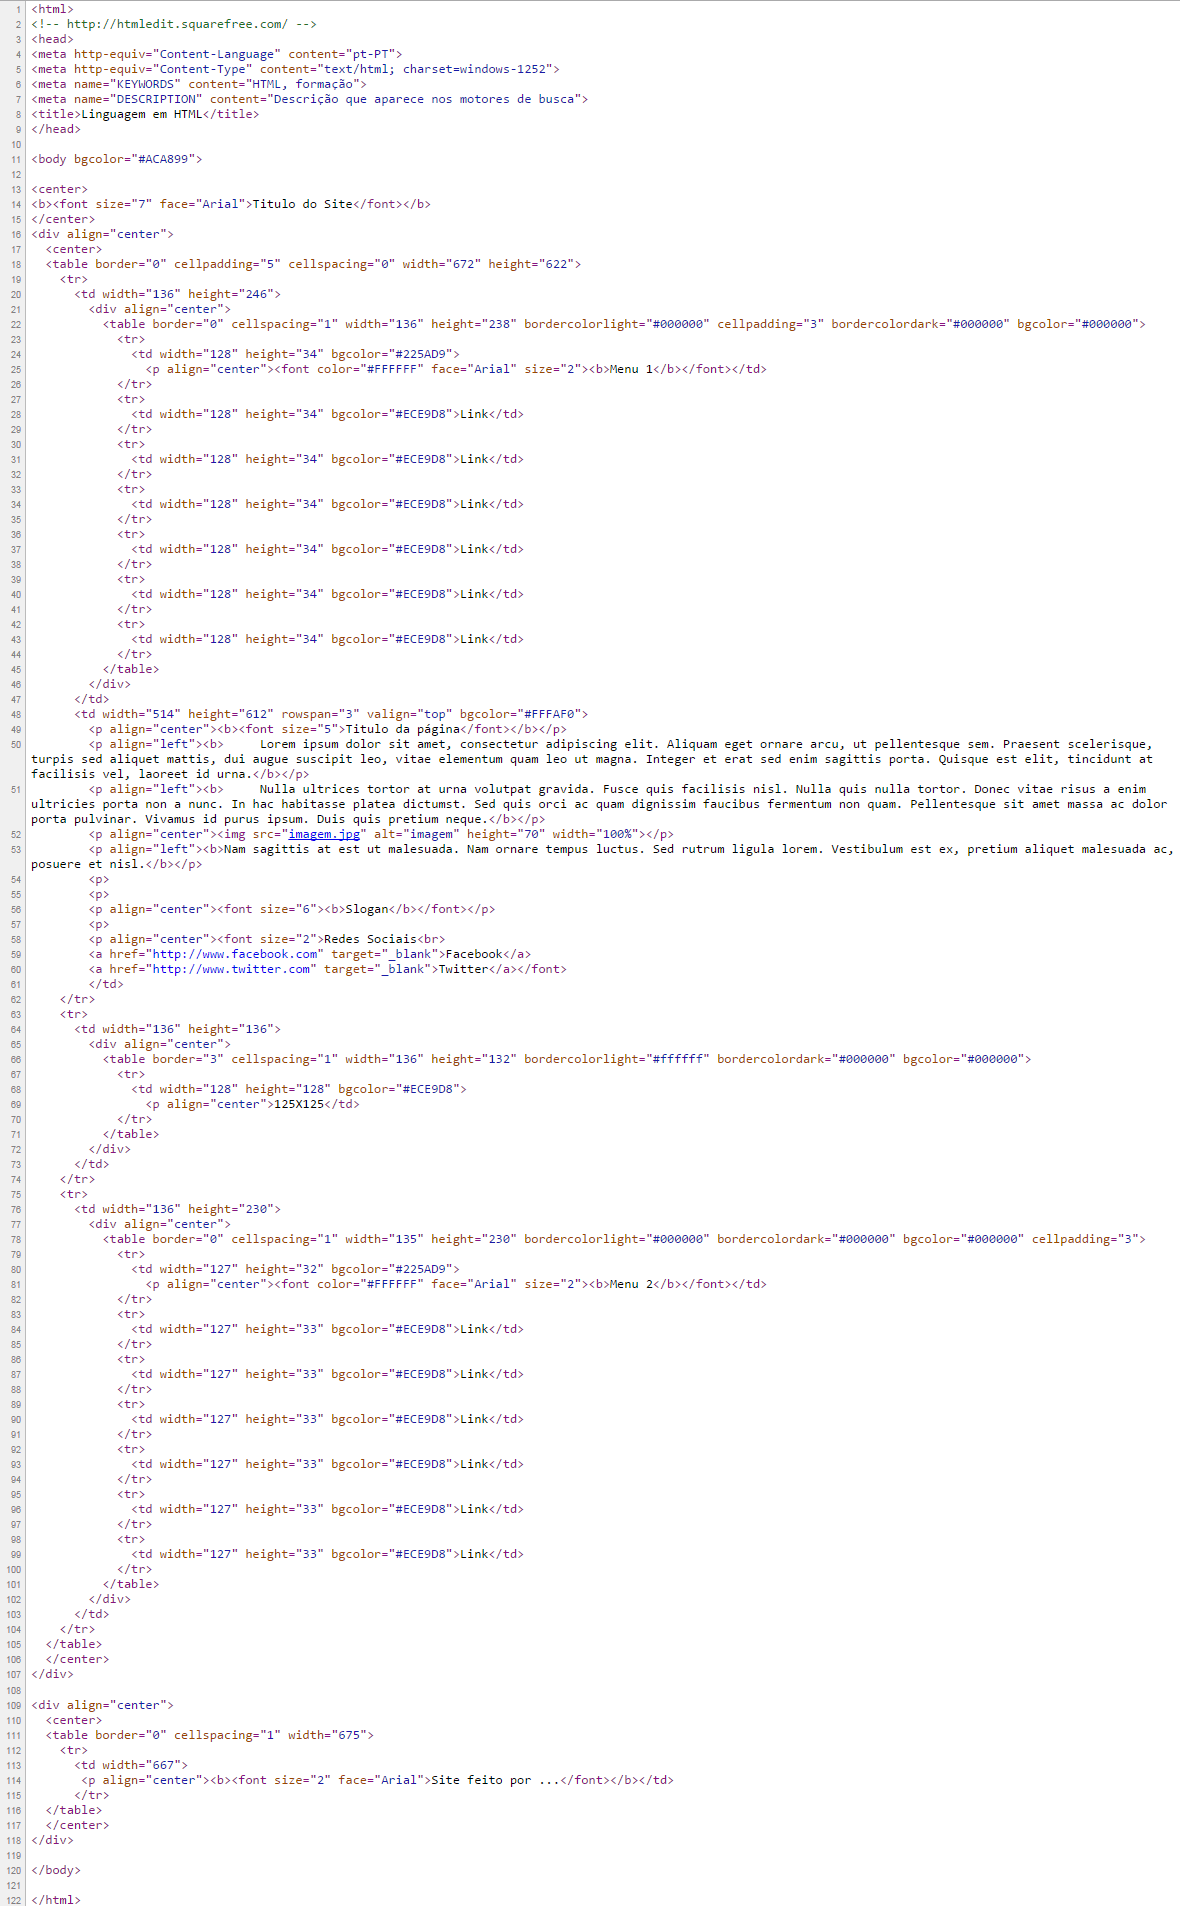 1 <html>
2 <!-- http://htmledit.squarefree.com/ -->
3 <head>
4 <meta http-equiv="Content-Language" content="pt-PT">
5 <meta http-equiv="Content-Type" content="text/html; charset=windows-1252">
6 <meta name="KEYWORDS" content="HTML, formação">
7 <meta name="DESCRIPTION" content="Descrição que aparece nos motores de busca">
8 <title>Linguagem em HTML</title>
9 </head>
10
11 <body bgcolor="#ACA899">
12
13 <center>
14 <b><font size="7" face="Arial">Titulo do Site</font></b>
15 </center>
16 <div align="center">
17 <center>
18 <table border="0" cellpadding="5" cellspacing="0" width="672" height="622">
19 <tr>
20 <td width="136" height="246">
21 <div align="center">
22 <table border="0" cellspacing="1" width="136" height="238" bordercolorlight="#000000" cellpadding="3" bordercolordark="#000000" bgcolor="#000000">
23 <tr>
24 <td width="128" height="34" bgcolor="#225AD9">
25 <p align="center"><font color="#FFFFFF" face="Arial" size="2"><b>Menu 1</b></font></td>
26 </tr>
27 <tr>
28 <td width="128" height="34" bgcolor="#ECE9D8">Link</td>
29 </tr>
30 <tr>
31 <td width="128" height="34" bgcolor="#ECE9D8">Link</td>
32 </tr>
33 <tr>
34 <td width="128" height="34" bgcolor="#ECE9D8">Link</td>
35 </tr>
36 <tr>
37 <td width="128" height="34" bgcolor="#ECE9D8">Link</td>
38 </tr>
39 <tr>
40 <td width="128" height="34" bgcolor="#ECE9D8">Link</td>
41 </tr>
42 <tr>
43 <td width="128" height="34" bgcolor="#ECE9D8">Link</td>
44 </tr>
45 </table>
46 </div>
47 </td>
48 <td width="514" height="612" rowspan="3" valign="top" bgcolor="#FFFAF0">
49 <p align="center"><b><font size="5">Titulo da página</font></b></p>
50 <p align="left"><b> Lorem ipsum dolor sit amet, consectetur adipiscing elit. Aliquam eget ornare arcu, ut pellentesque sem. Praesent scelerisque,
turpis sed aliquet mattis, dui augue suscipit leo, vitae elementum quam leo ut magna. Integer et erat sed enim sagittis porta. Quisque est elit, tincidunt at
facilisis vel, laoreet id urna.</b></p>
51 <p align="left"><b> Nulla ultrices tortor at urna volutpat gravida. Fusce quis facilisis nisl. Nulla quis nulla tortor. Donec vitae risus a enim
ultricies porta non a nunc. In hac habitasse platea dictumst. Sed quis orci ac quam dignissim faucibus fermentum non quam. Pellentesque sit amet massa ac dolor
porta pulvinar. Vivamus id purus ipsum. Duis quis pretium neque.</b></p>
52 <p align="center"><img src="imagem.jpg" alt="imagem" height="70" width="100%"></p>
53 <p align="left"><b>Nam sagittis at est ut malesuada. Nam ornare tempus luctus. Sed rutrum ligula lorem. Vestibulum est ex, pretium aliquet malesuada ac,
posuere et nisl.</b></p>
54 <p>
55 <p>
56 <p align="center"><font size="6"><b>Slogan</b></font></p>
57 <p>
58 <p align="center"><font size="2">Redes Sociais<br>
59 <a href="http://www.facebook.com" target="_blank">Facebook</a>
60 <a href="http://www.twitter.com" target="_blank">Twitter</a></font>
61 </td>
62 </tr>
63 <tr>
64 <td width="136" height="136">
65 <div align="center">
66 <table border="3" cellspacing="1" width="136" height="132" bordercolorlight="#ffffff" bordercolordark="#000000" bgcolor="#000000">
67 <tr>
68 <td width="128" height="128" bgcolor="#ECE9D8">
69 <p align="center">125X125</td>
70 </tr>
71 </table>
72 </div>
73 </td>
74 </tr>
75 <tr>
76 <td width="136" height="230">
77 <div align="center">
78 <table border="0" cellspacing="1" width="135" height="230" bordercolorlight="#000000" bordercolordark="#000000" bgcolor="#000000" cellpadding="3">
79 <tr>
80 <td width="127" height="32" bgcolor="#225AD9">
81 <p align="center"><font color="#FFFFFF" face="Arial" size="2"><b>Menu 2</b></font></td>
82 </tr>
83 <tr>
84 <td width="127" height="33" bgcolor="#ECE9D8">Link</td>
85 </tr>
86 <tr>
87 <td width="127" height="33" bgcolor="#ECE9D8">Link</td>
88 </tr>
89 <tr>
90 <td width="127" height="33" bgcolor="#ECE9D8">Link</td>
91 </tr>
92 <tr>
93 <td width="127" height="33" bgcolor="#ECE9D8">Link</td>
94 </tr>
95 <tr>
96 <td width="127" height="33" bgcolor="#ECE9D8">Link</td>
97 </tr>
98 <tr>
99 <td width="127" height="33" bgcolor="#ECE9D8">Link</td>
100 </tr>
101 </table>
102 </div>
103 </td>
104 </tr>
105 </table>
106 </center>
107 </div>
108
109 <div align="center">
110 <center>
111 <table border="0" cellspacing="1" width="675">
112 <tr>
113 <td width="667">
114 <p align="center"><b><font size="2" face="Arial">Site feito por ...</font></b></td>
115 </tr>
116 </table>
117 </center>
118 </div>
119
120 </body>
121
122 </html>